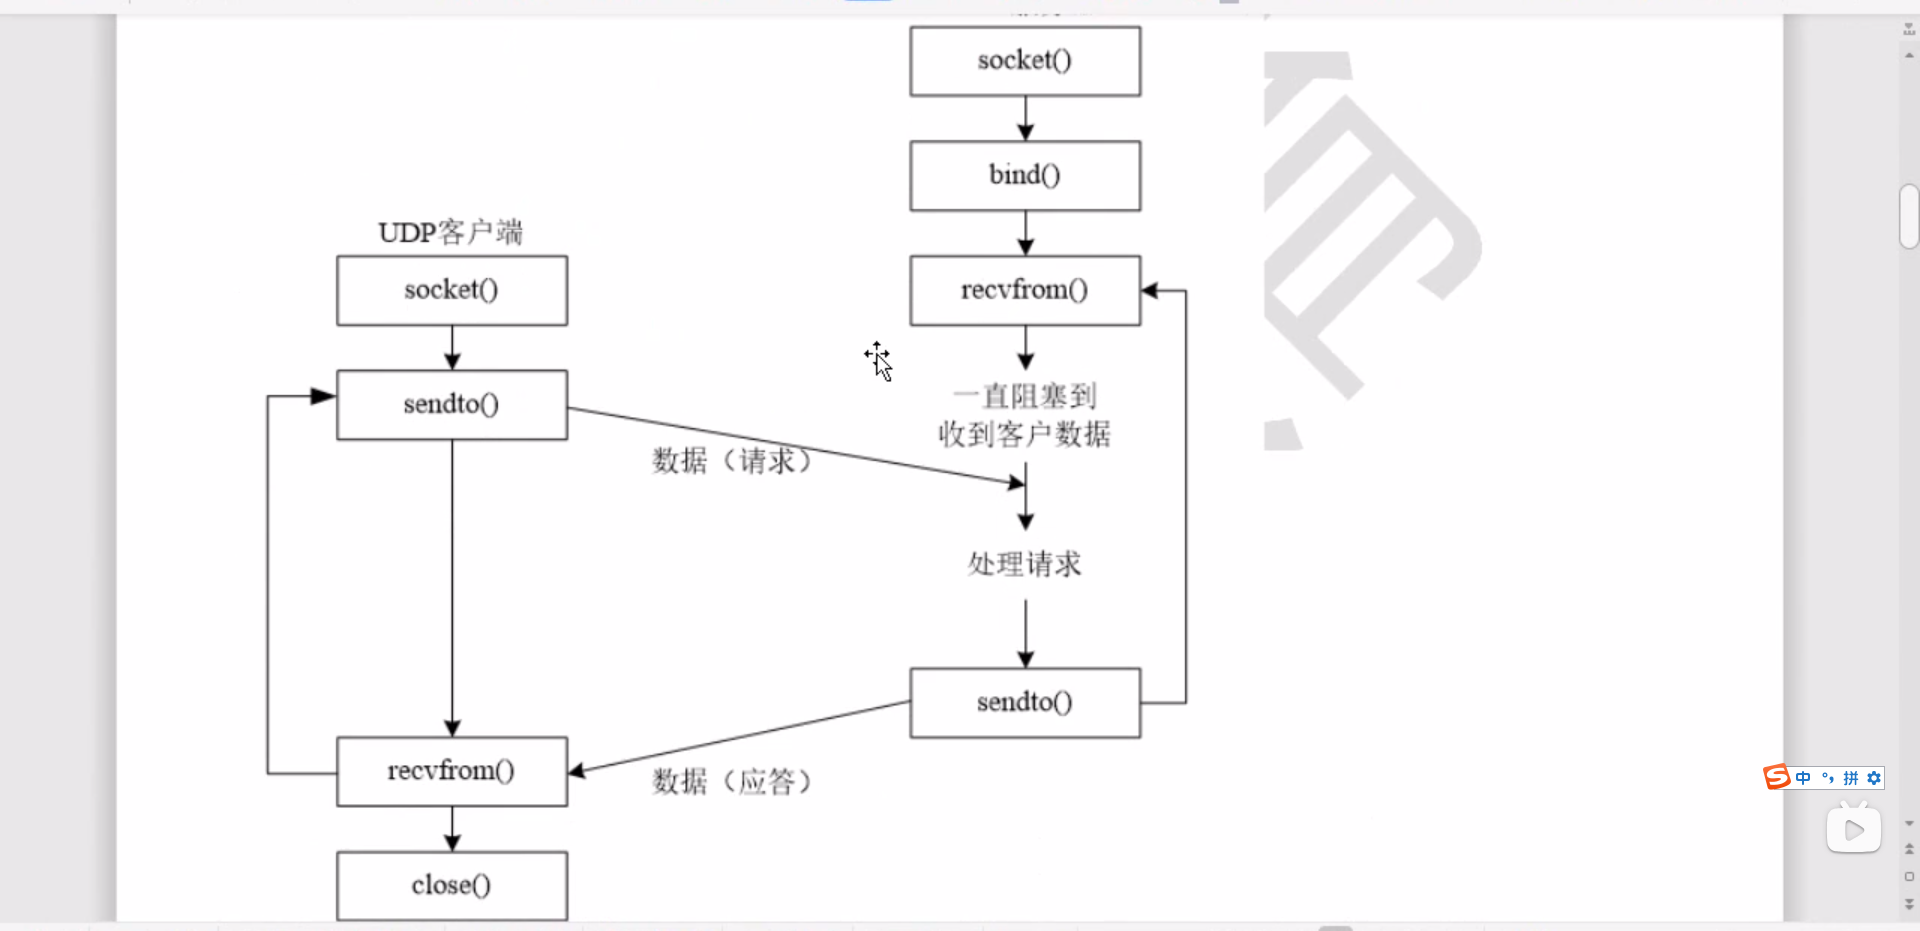 socket()
bind()
UDP客户端
socket()
recvfrom()
sendto()
一直阻塞到
收到客户数据
数据（请求）
处理请求
sendto()
recvfrom()
数据（应答）
close()
中 °, 拼